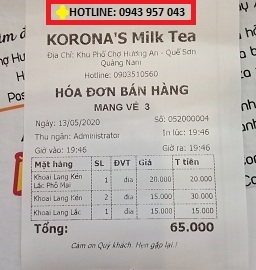 HOTLINE: 0943 957 043
KORONA'S Milk Tea
Địa Chỉ: Khu Phố Chợ Hương An - Quế Sơn
Quảng Nam
Hotline: 0903510560
HÓA ĐƠN BÁN HÀNG
MANG VỀ 3
Ngày: 13/05/2020 Số: 052000004
Thu ngân: Administrator In lúc: 19:46
Giờ vào: 19:46 Giờ ra: 19:46
Mặt hàng SL ĐVT Giá T tiền
Khoai Lang Kén Lắc Phô Mai 1 dia 20.000 20.000
Khoai Lang Kén 2 dia 15.000 30.000
Khoai Lang Lắc 1 dia 15.000 15.000
Tổng: 65.000
Cám ơn Quý khách. Hẹn gặp lại !